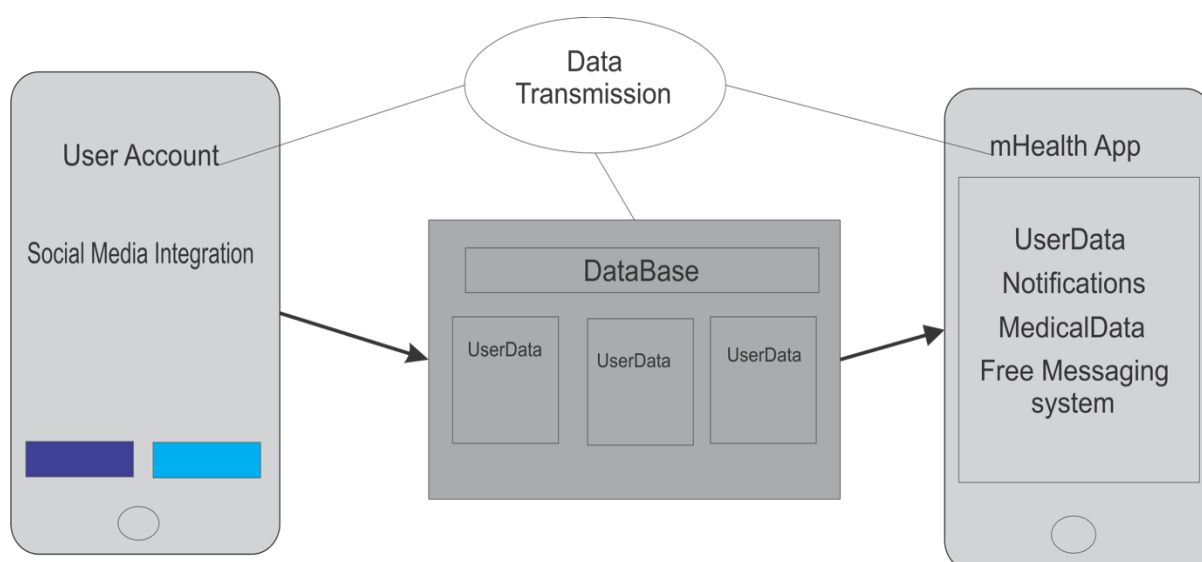 Data
Transmission
User Account
Social Media Integration
DataBase
UserData
UserData
UserData
mHealth App
UserData
Notifications
MedicalData
Free Messaging
system